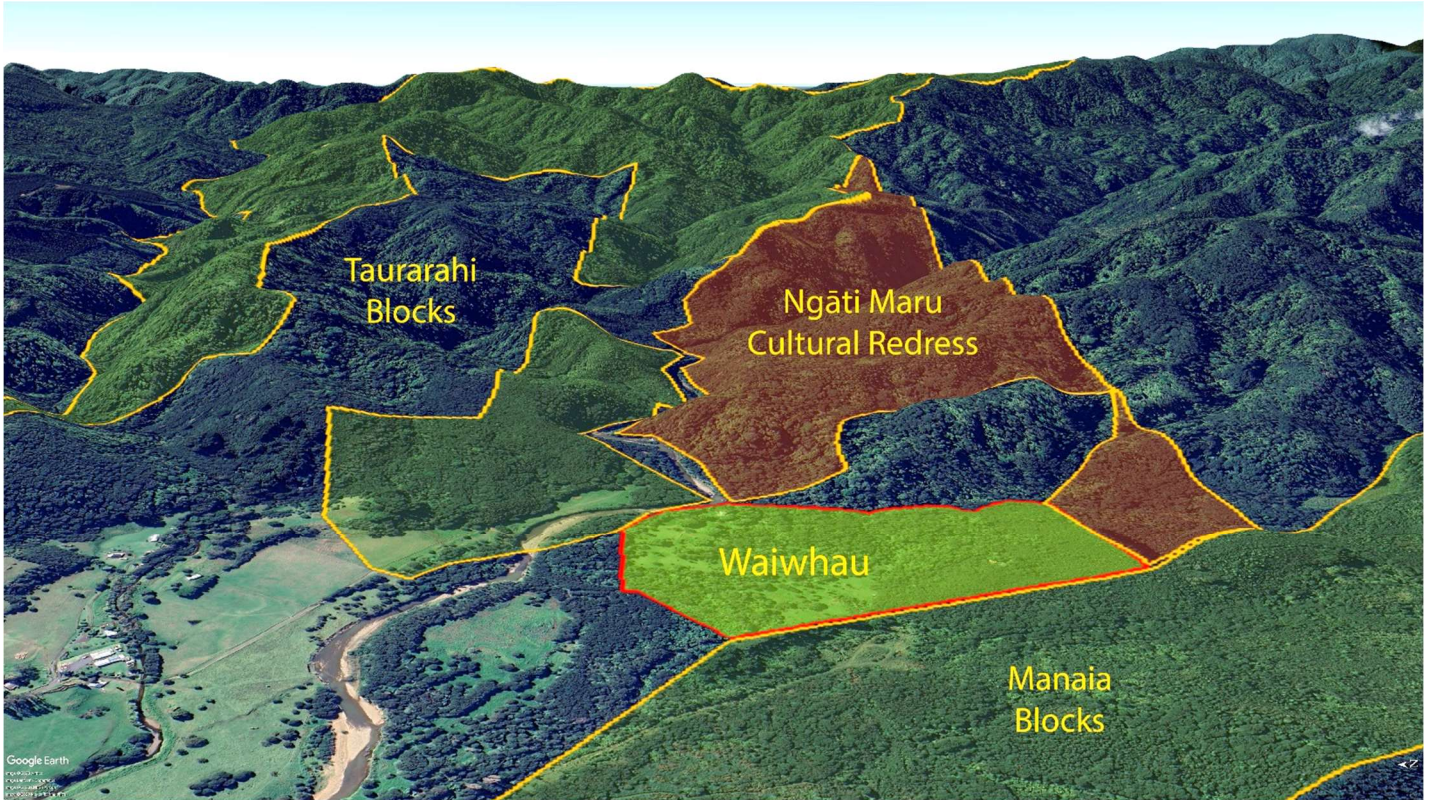 Taurarahi
Blocks
Ngāti Maru
Cultural Redress
Waiwhau
Manaia
Blocks
Google Earth